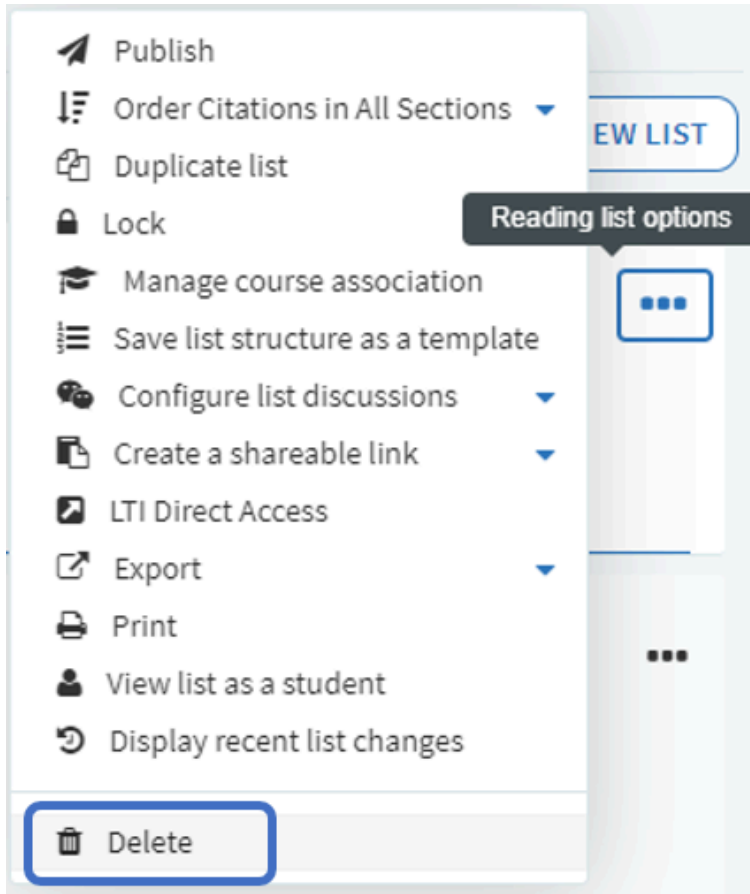 Publish
Order Citations in All Sections
EW LIST
Duplicate list
Lock
Reading list options
Manage course association
Save list structure as a template
Configure list discussions
Create a shareable link
LTI Direct Access
Export
Print
View list as a student
Display recent list changes
Delete